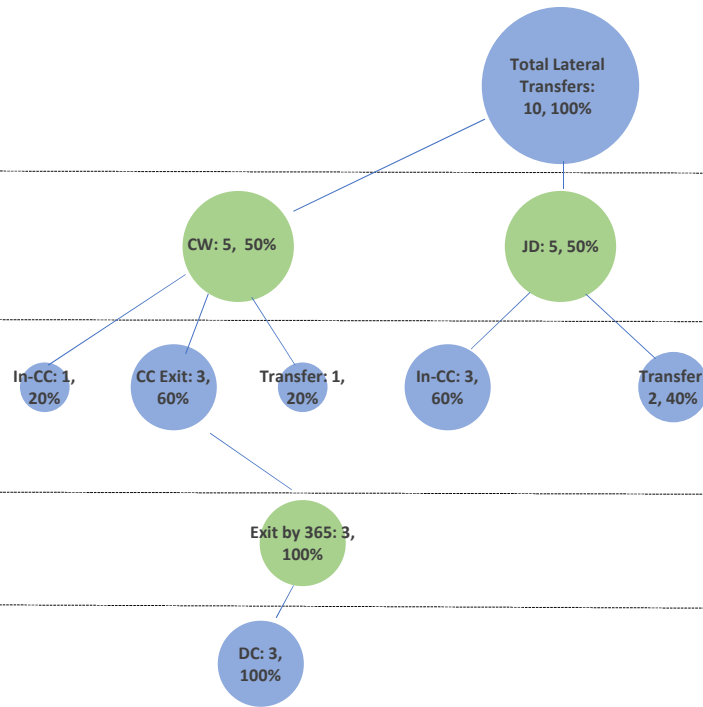 Total Lateral
Transfers:
10, 100%
CW: 5,  50%
JD: 5, 50%
In-CC: 1,
20%
CC Exit: 3,
60%
Transfer: 1,
20%
In-CC: 3,
60%
Transfer
2, 40%
Exit by 365: 3,
100%
DC: 3,
100%